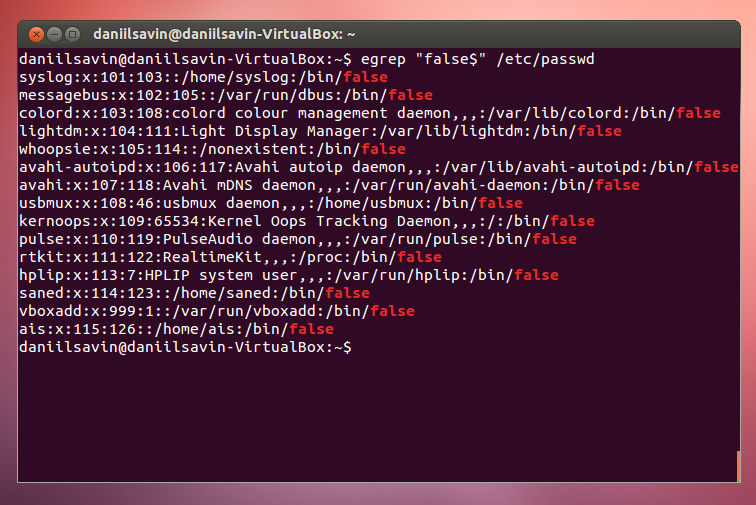 daniilsavin@daniilsavin-VirtualBox: ~
daniilsavin@daniilsavin-VirtualBox:~$ egrep "false$" /etc/passwd
syslog:x:101:103::/home/syslog:/bin/false
messagebus:x:102:105::/var/run/dbus:/bin/false
colord:x:103:108:colord colour management daemon,,,:/var/lib/colord:/bin/false
lightdm:x:104:111:Light Display Manager:/var/lib/lightdm:/bin/false
whoopsie:x:105:114::/nonexistent:/bin/false
avahi-autoipd:x:106:117:Avahi autoip daemon,,,:/var/lib/avahi-autoipd:/bin/false
avahi:x:107:118:Avahi mDNS daemon,,,:/var/run/avahi-daemon:/bin/false
usbmux:x:108:46:usbmux daemon,,,:/home/usbmux:/bin/false
kernoops:x:109:65534:Kernel Oops Tracking Daemon,,,:/:/bin/false
pulse:x:110:119:PulseAudio daemon,,,:/var/run/pulse:/bin/false
rtkit:x:111:122:RealtimeKit,,,:/proc:/bin/false
hplip:x:113:7:HPLIP system user,,,:/var/run/hplip:/bin/false
saned:x:114:123::/home/saned:/bin/false
vboxadd:x:999:1::/var/run/vboxadd:/bin/false
ais:x:115:126::/home/ais:/bin/false
daniilsavin@daniilsavin-VirtualBox:~$